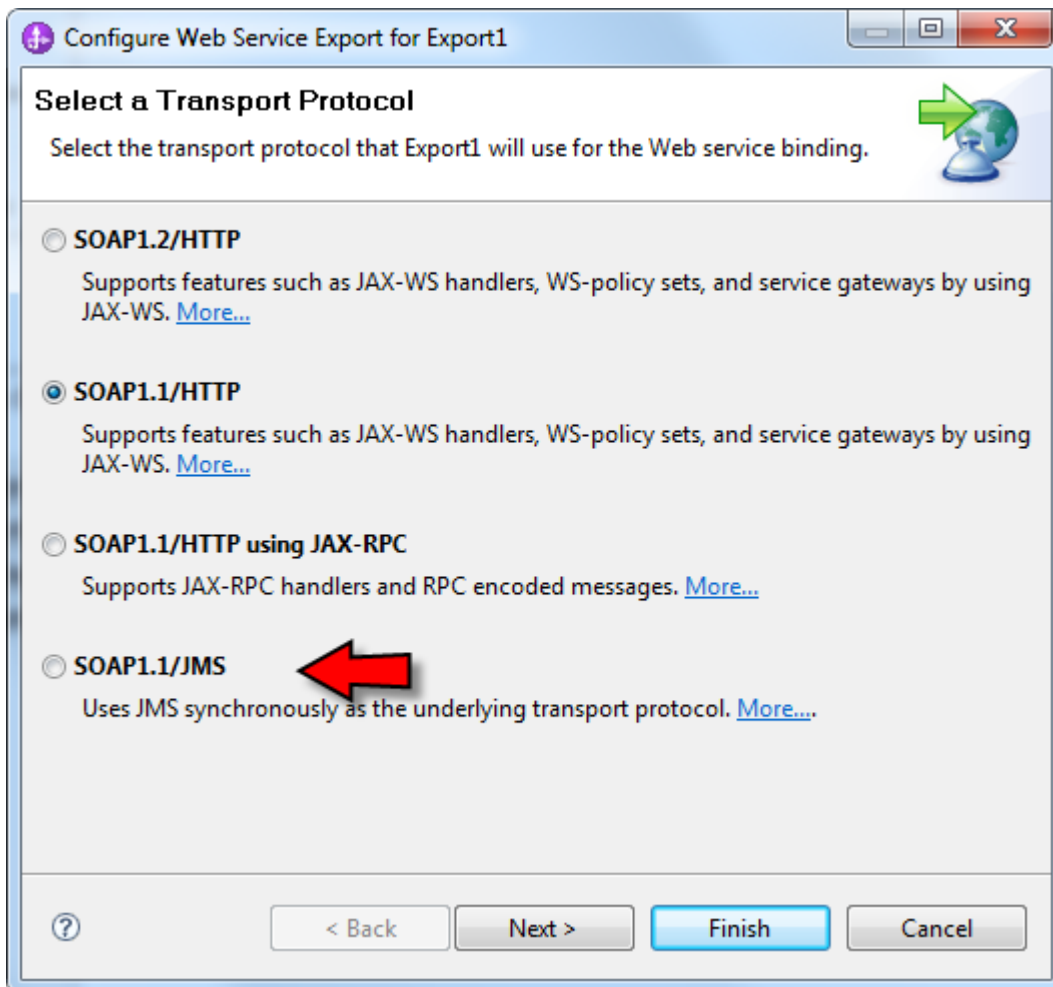 Configure Web Service Export for Export1
Select a Transport Protocol
Select the transport protocol that Export1 will use for the Web service binding.
SOAP1.2/HTTP
Supports features such as JAX-WS handlers, WS-policy sets, and service gateways by using
JAX-WS. More...
SOAP1.1/HTTP
Supports features such as JAX-WS handlers, WS-policy sets, and service gateways by using
JAX-WS. More...
SOAP1.1/HTTP using JAX-RPC
Supports JAX-RPC handlers and RPC encoded messages. More...
SOAP1.1/JMS
Uses JMS synchronously as the underlying transport protocol. More....
? < Back Next > Finish Cancel